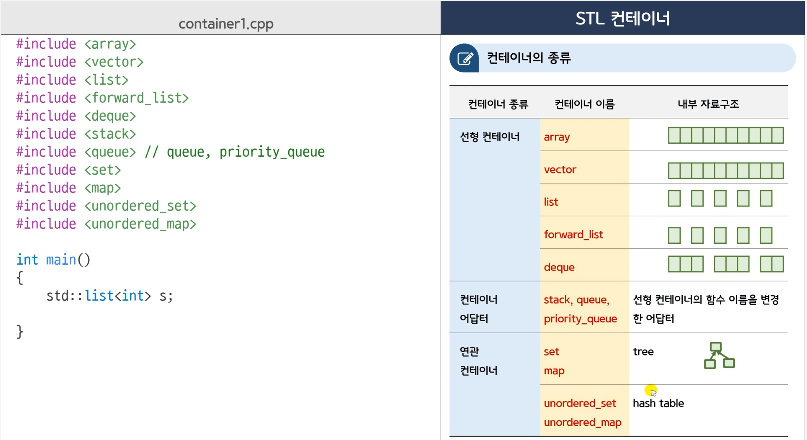 container1.cpp
#include <array>
#include <vector>
#include <list>
#include <forward_list>
#include <deque>
#include <stack>
#include <queue> // queue, priority_queue
#include <set>
#include <map>
#include <unordered_set>
#include <unordered_map>
int main()
{
std::list<int> s;
}
STL 컨테이너
컨테이너의 종류
컨테이너 종류 컨테이너 이름 내부 자료구조
선형 컨테이너 array
vector
list
forward_list
deque
컨테이너 stack, queue, 선형 컨테이너의 함수 이름을 변경
어답터 priority_queue 한 어답터
연관 set tree
컨테이너 map
unordered_set hash table
unordered_map